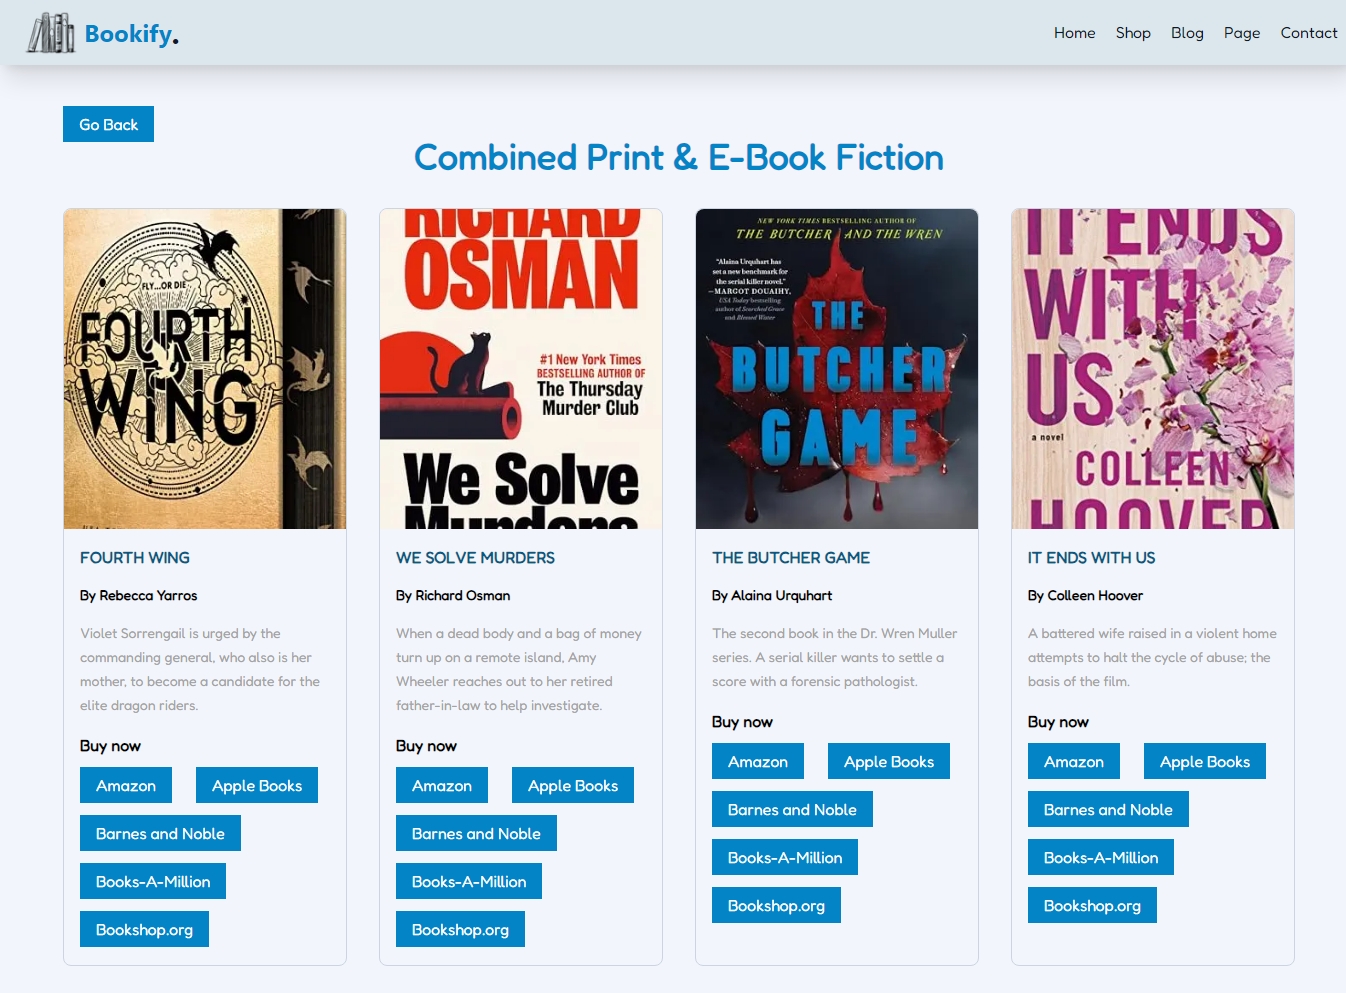 Bookify.
Home Shop Blog Page Contact
Go Back
Combined Print & E-Book Fiction
FLY...OR DIE
FOURTH
WING
RICHARD
OSMAN
#1 New York Times
BESTSELLING AUTHOR OF
The Thursday
Murder Club
We Solve
Murders
NEW YORK TIMES BESTSELLING AUTHOR OF
THE BUTCHER AND THE WREN
"Alaina Urquhart has
set a new benchmark for
the serial killer novel."
—MARGOT DOUAIHY,
USA Today bestselling
author of Scorched Grace
and Blessed Water
THE
BUTCHER
GAME
IT ENDS
WITH
US
a novel
COLLEEN
HOOVER
FOURTH WING
By Rebecca Yarros
Violet Sorrengail is urged by the
commanding general, who also is her
mother, to become a candidate for the
elite dragon riders.
Buy now
Amazon
Apple Books
Barnes and Noble
Books-A-Million
Bookshop.org
WE SOLVE MURDERS
By Richard Osman
When a dead body and a bag of money
turn up on a remote island, Amy
Wheeler reaches out to her retired
father-in-law to help investigate.
Buy now
Amazon
Apple Books
Barnes and Noble
Books-A-Million
Bookshop.org
THE BUTCHER GAME
By Alaina Urquhart
The second book in the Dr. Wren Muller
series. A serial killer wants to settle a
score with a forensic pathologist.
Buy now
Amazon
Apple Books
Barnes and Noble
Books-A-Million
Bookshop.org
IT ENDS WITH US
By Colleen Hoover
A battered wife raised in a violent home
attempts to halt the cycle of abuse; the
basis of the film.
Buy now
Amazon
Apple Books
Barnes and Noble
Books-A-Million
Bookshop.org